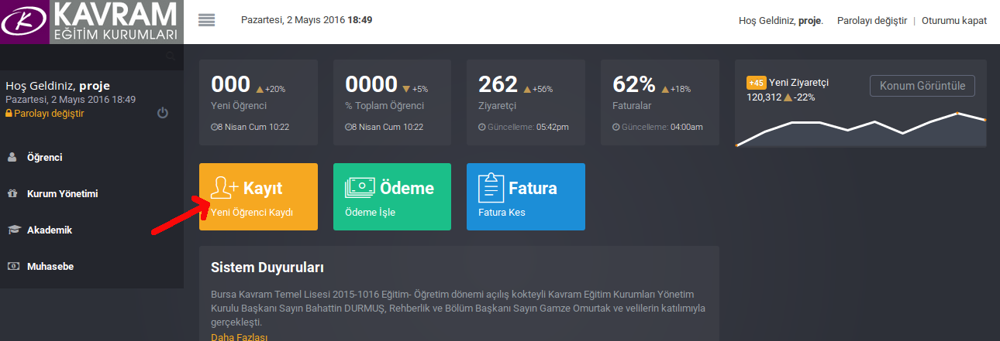 KAVRAM
EĞİTİM KURUMLARI
Pazartesi, 2 Mayıs 2016 18:49
Hoş Geldiniz, proje. Parolayı değiştir | Oturumu kapat
Hoş Geldiniz, proje
Pazartesi, 2 Mayıs 2016 18:49
Parolayı değiştir
Öğrenci
Kurum Yönetimi
Akademik
Muhasebe
000 +20%
Yeni Öğrenci
8 Nisan Cum 10:22
0000 +5%
% Toplam Öğrenci
8 Nisan Cum 10:22
262 +56%
Ziyaretçi
Güncelleme: 05:42pm
62% +18%
Faturalar
Güncelleme: 04:00am
+45 Yeni Ziyaretçi
120,312 -22%
Konum Görüntüle
Kayıt
Yeni Öğrenci Kaydı
Ödeme
Ödeme İşle
Fatura
Fatura Kes
Sistem Duyuruları
Bursa Kavram Temel Lisesi 2015-1016 Eğitim- Öğretim dönemi açılış kokteyli Kavram Eğitim Kurumları Yönetim
Kurulu Başkanı Sayın Bahattin DURMUŞ, Rehberlik ve Bölüm Başkanı Sayın Gamze Omurtak ve velilerin katılımıyla
gerçekleşti.
Daha Fazlası